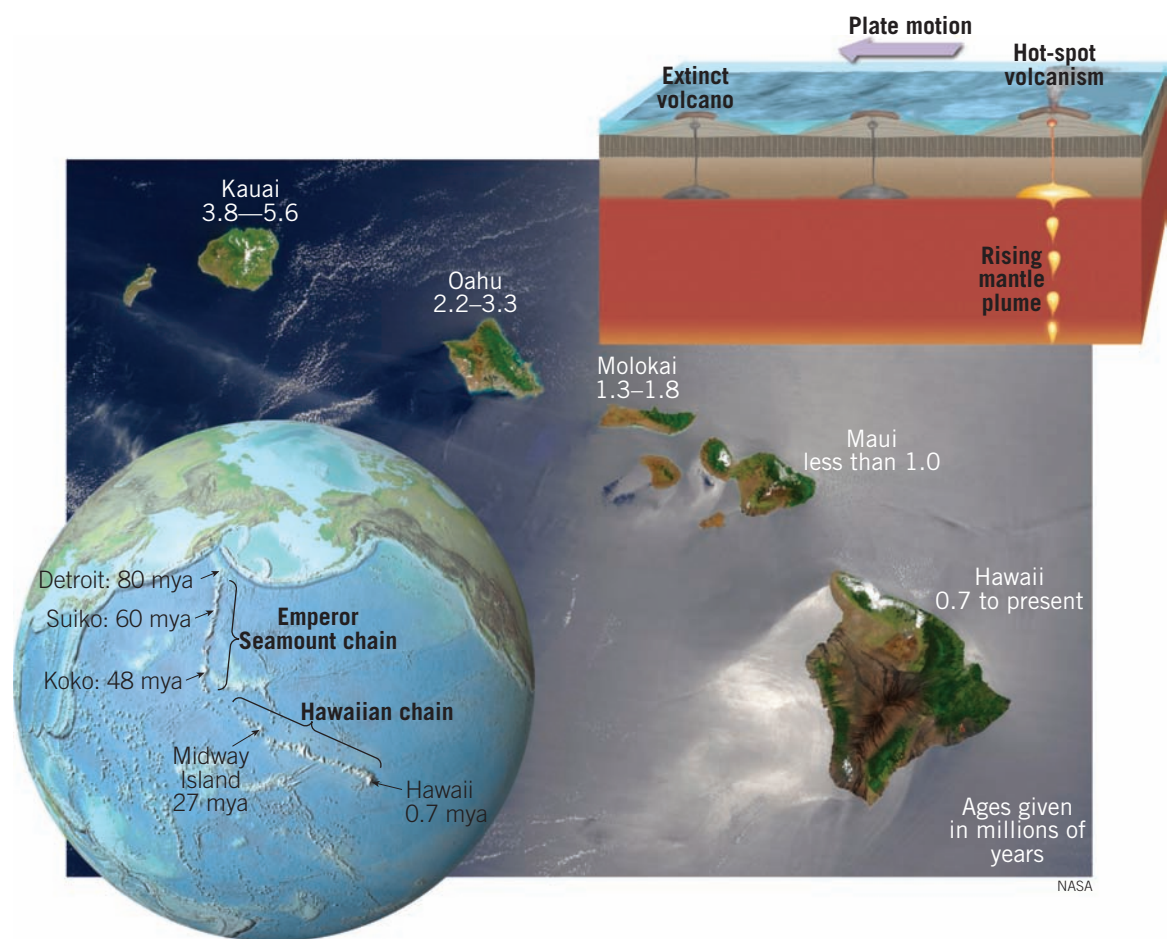 Plate motion
Extinct
volcano
Hot-spot
volcanism
Rising
mantle
plume
Kauai
3.8—5.6
Oahu
2.2–3.3
Molokai
1.3–1.8
Maui
less than 1.0
Hawaii
0.7 to present
Detroit: 80 mya
Suiko: 60 mya
Koko: 48 mya
Emperor
Seamount chain
Hawaiian chain
Midway
Island
27 mya
Hawaii
0.7 mya
Ages given
in millions of
years
NASA